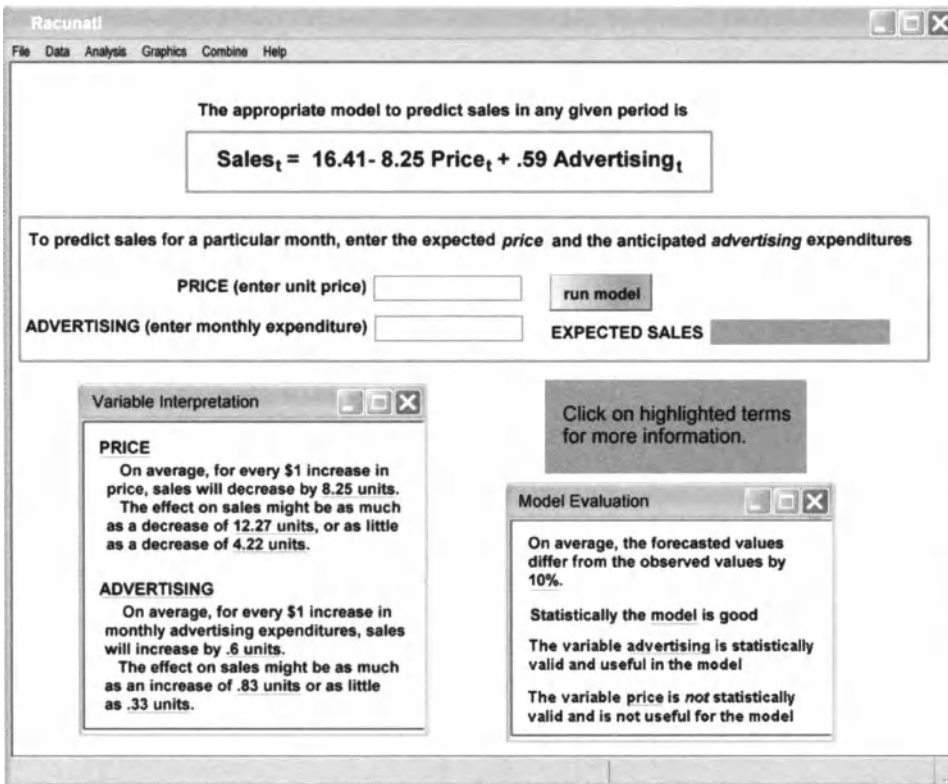 Racunati
File Data Analysis Graphics Combine Help
The appropriate model to predict sales in any given period is
Salest = 16.41- 8.25 Pricet + .59 Advertisingt
To predict sales for a particular month, enter the expected price and the anticipated advertising expenditures
PRICE (enter unit price)
run model
ADVERTISING (enter monthly expenditure)
EXPECTED SALES
Variable Interpretation
PRICE
On average, for every $1 increase in
price, sales will decrease by 8.25 units.
The effect on sales might be as much
as a decrease of 12.27 units, or as little
as a decrease of 4.22 units.
ADVERTISING
On average, for every $1 increase in
monthly advertising expenditures, sales
will increase by .6 units.
The effect on sales might be as much
as an increase of .83 units or as little
as .33 units.
Click on highlighted terms
for more information.
Model Evaluation
On average, the forecasted values
differ from the observed values by
10%.
Statistically the model is good
The variable advertising is statistically
valid and useful in the model
The variable price is not statistically
valid and is not useful for the model